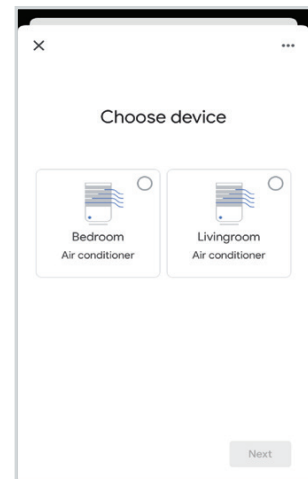 Choose device
Bedroom
Air conditioner
Livingroom
Air conditioner
Next